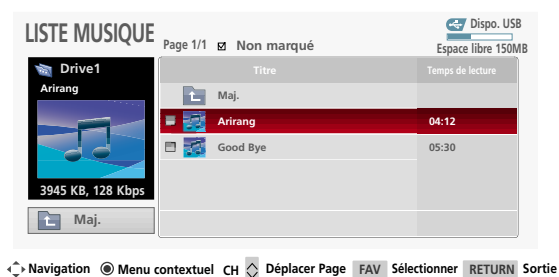 LISTE MUSIQUE
Page 1/1 Non marqué
Dispo. USB
Espace libre 150MB
Drive1
Arirang
3945 KB, 128 Kbps
Maj.
Titre Temps de lecture
Maj.
Arirang 04:12
Good Bye 05:30
Navigation Menu contextuel CH Déplacer Page FAV Sélectionner RETURN Sortie